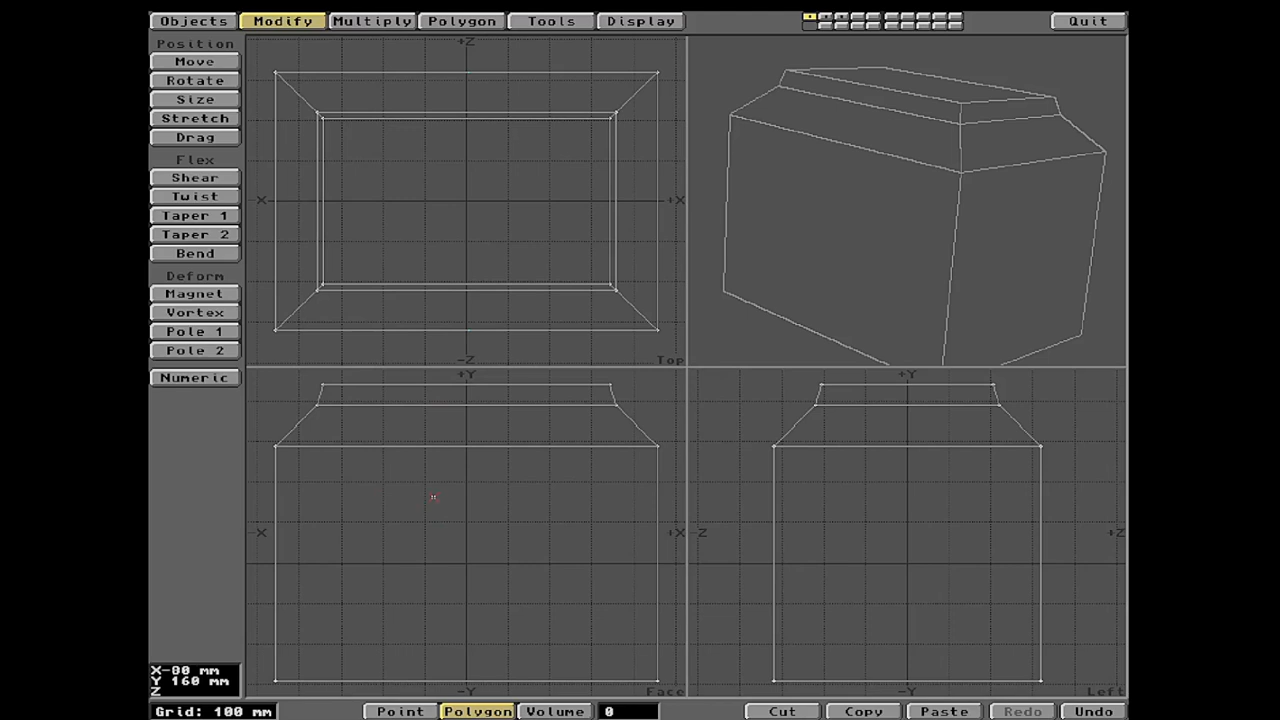 Objects Modify Multiply Polygon Tools Display Quit
Position
Move
Rotate
Size
Stretch
Drag
Flex
Shear
Twist
Taper 1
Taper 2
Bend
Deform
Magnet
Vortex
Pole 1
Pole 2
Numeric
+Z
-X +X
-Z Top
+Y +Y
-X +X -Z +Z
-Y Face -Y Left
X-80 mm
Y 160 mm
Z
Grid: 100 mm Point Polygon Volume 0 Cut Copy Paste Redo Undo